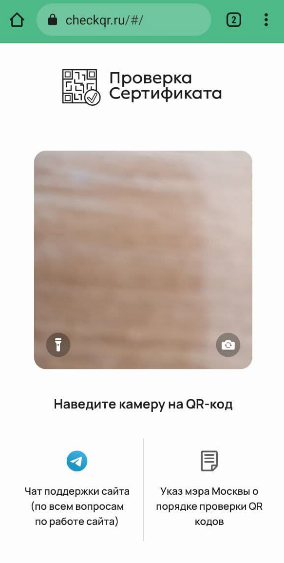 checkqr.ru/#/
2
Проверка
Сертификата
Наведите камеру на QR-код
Чат поддержки сайта
(по всем вопросам
по работе сайта)
Указ мэра Москвы о
порядке проверки QR
кодов